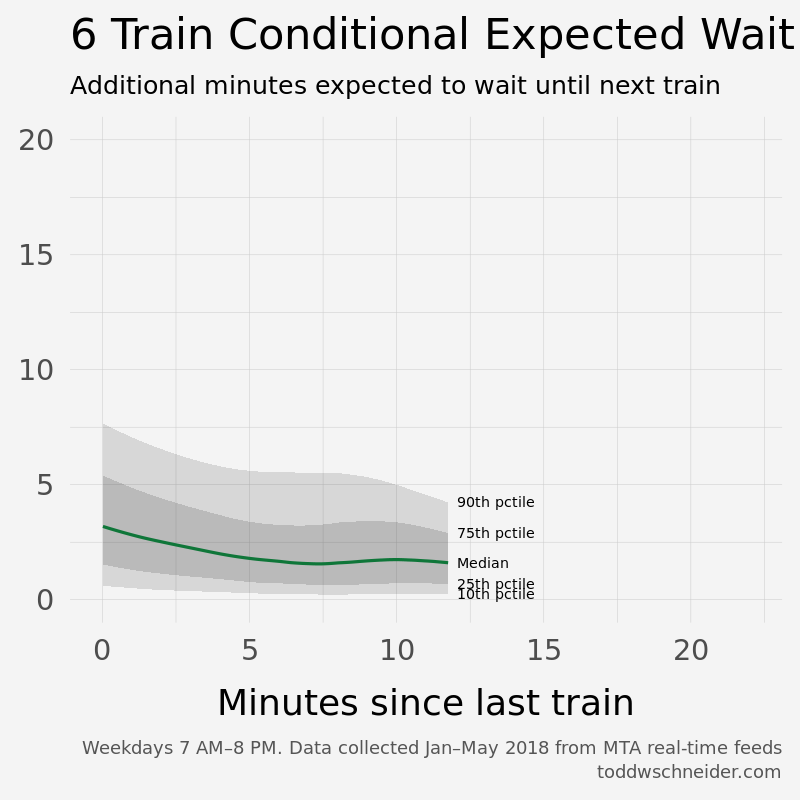 6 Train Conditional Expected Wait
Additional minutes expected to wait until next train
20
15
10
5
0
90th pctile
75th pctile
Median
25th pctile
10th pctile
0 5 10 15 20
Minutes since last train
Weekdays 7 AM–8 PM. Data collected Jan–May 2018 from MTA real-time feeds
toddwschneider.com